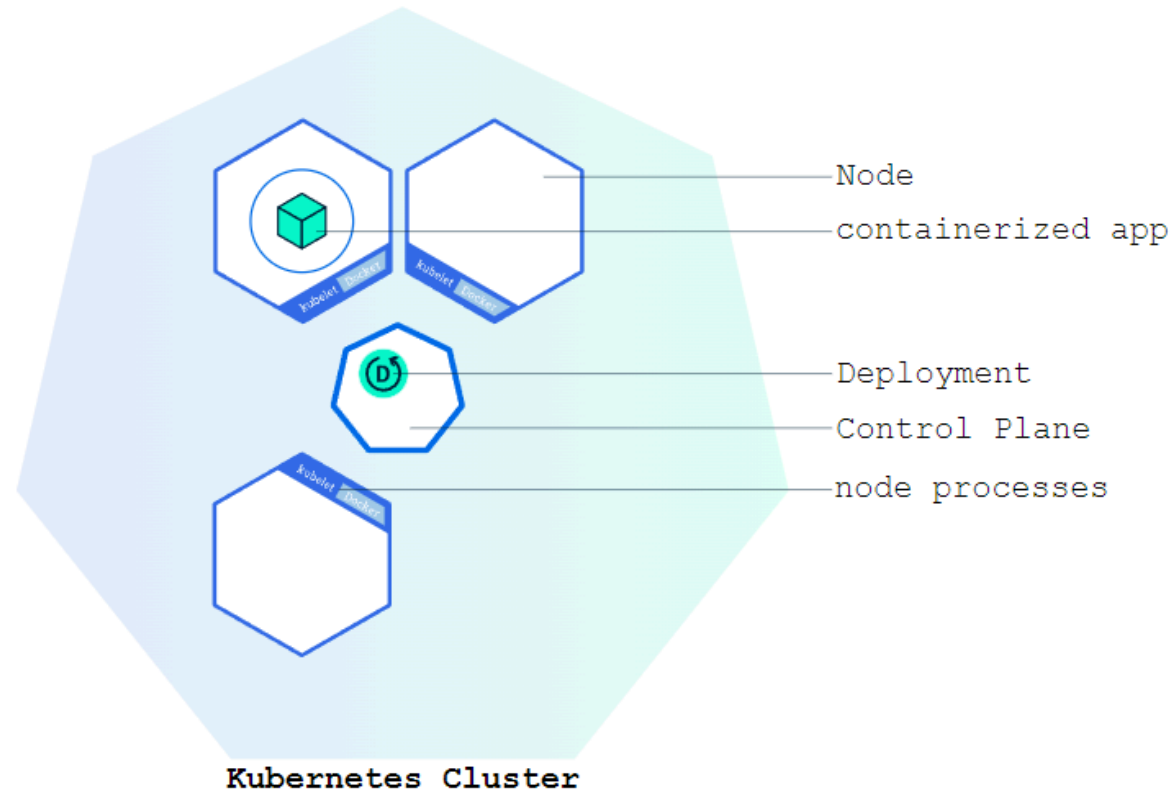 Node
containerized app
kubelet Docker
kubelet Docker
D
Deployment
Control Plane
kubelet Docker
node processes
Kubernetes Cluster